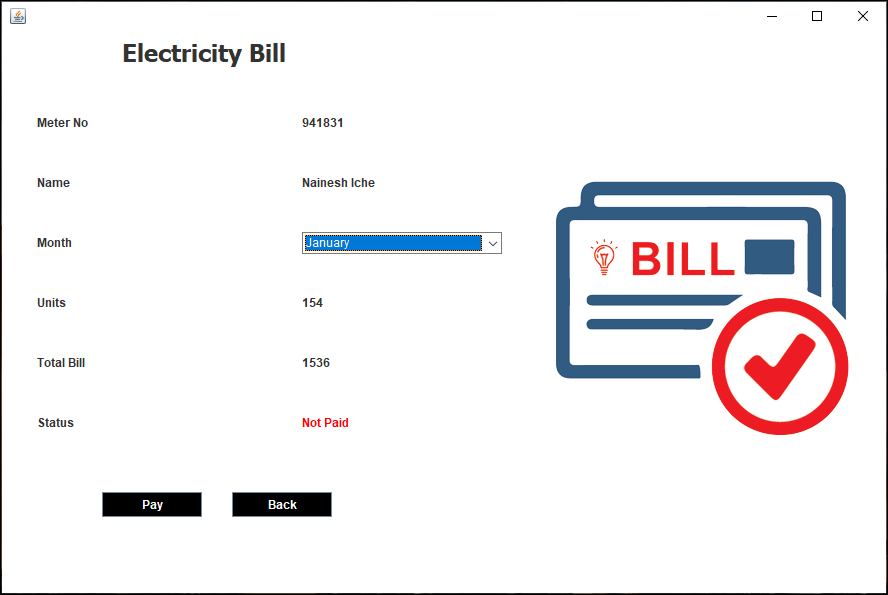 Electricity Bill
Meter No 941831
Name Nainesh Iche
Month January
Units 154
Total Bill 1536
Status Not Paid
Pay Back
BILL